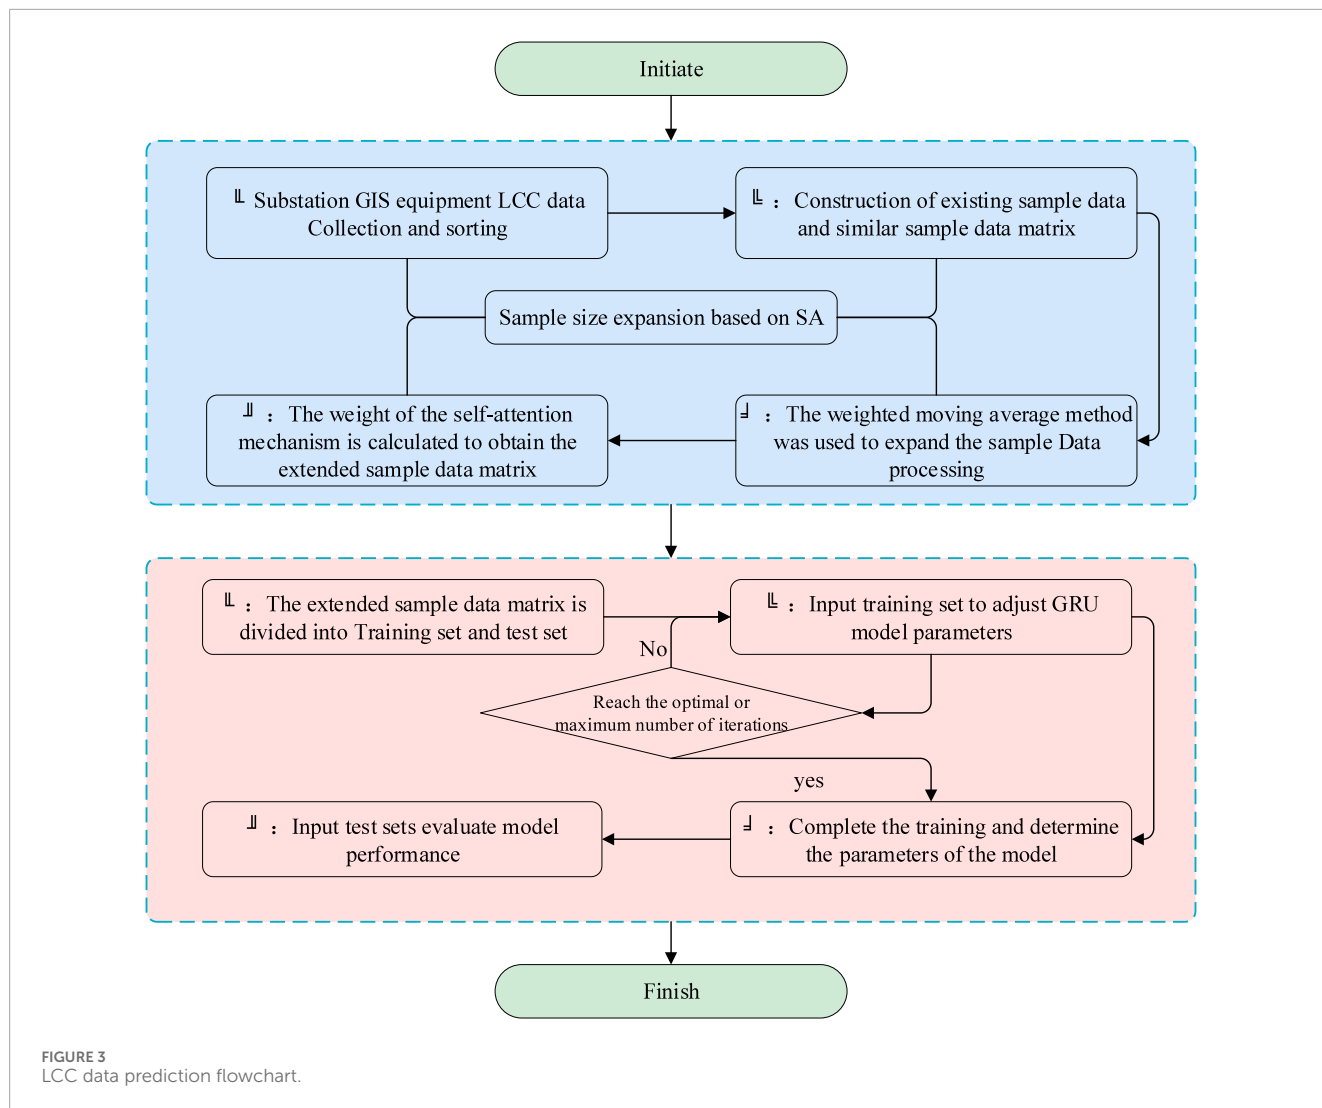 Initiate
╙ Substation GIS equipment LCC data
Collection and sorting
╚ ：Construction of existing sample data
and similar sample data matrix
Sample size expansion based on SA
╜ ：The weight of the self-attention
mechanism is calculated to obtain the
extended sample data matrix
╛ ：The weighted moving average method
was used to expand the sample Data
processing
╙ ：The extended sample data matrix is
divided into Training set and test set
╚ ：Input training set to adjust GRU
model parameters
No
Reach the optimal or
maximum number of iterations
yes
╜ ：Input test sets evaluate model
performance
╛ ：Complete the training and determine
the parameters of the model
Finish
FIGURE 3
LCC data prediction flowchart.